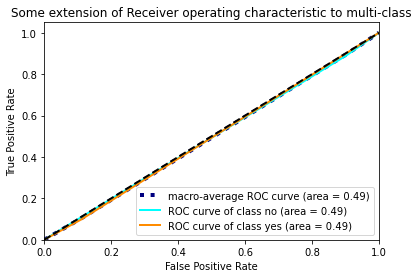 Some extension of Receiver operating characteristic to multi-class
1.0
0.8
0.6
0.4
0.2
0.0
True Positive Rate
macro-average ROC curve (area = 0.49)
ROC curve of class no (area = 0.49)
ROC curve of class yes (area = 0.49)
0.0 0.2 0.4 0.6 0.8 1.0
False Positive Rate